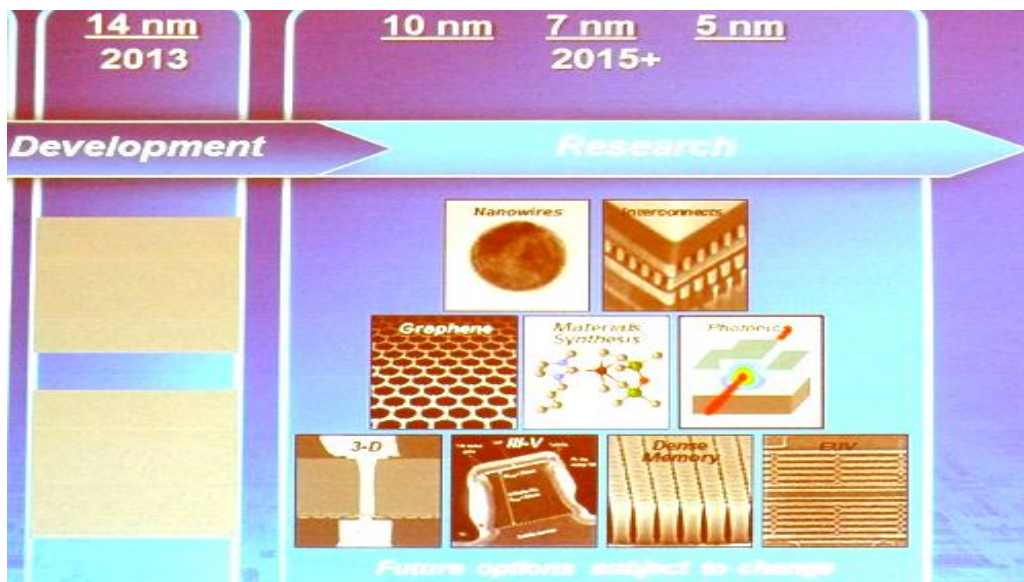 14 nm
2013
10 nm 7 nm 5 nm
2015+
Development
Research
Nanowires
Interconnects
Graphene
Materials
Synthesis
Photonics
3-D
III-V
Dense
Memory
EUV
Future options subject to change